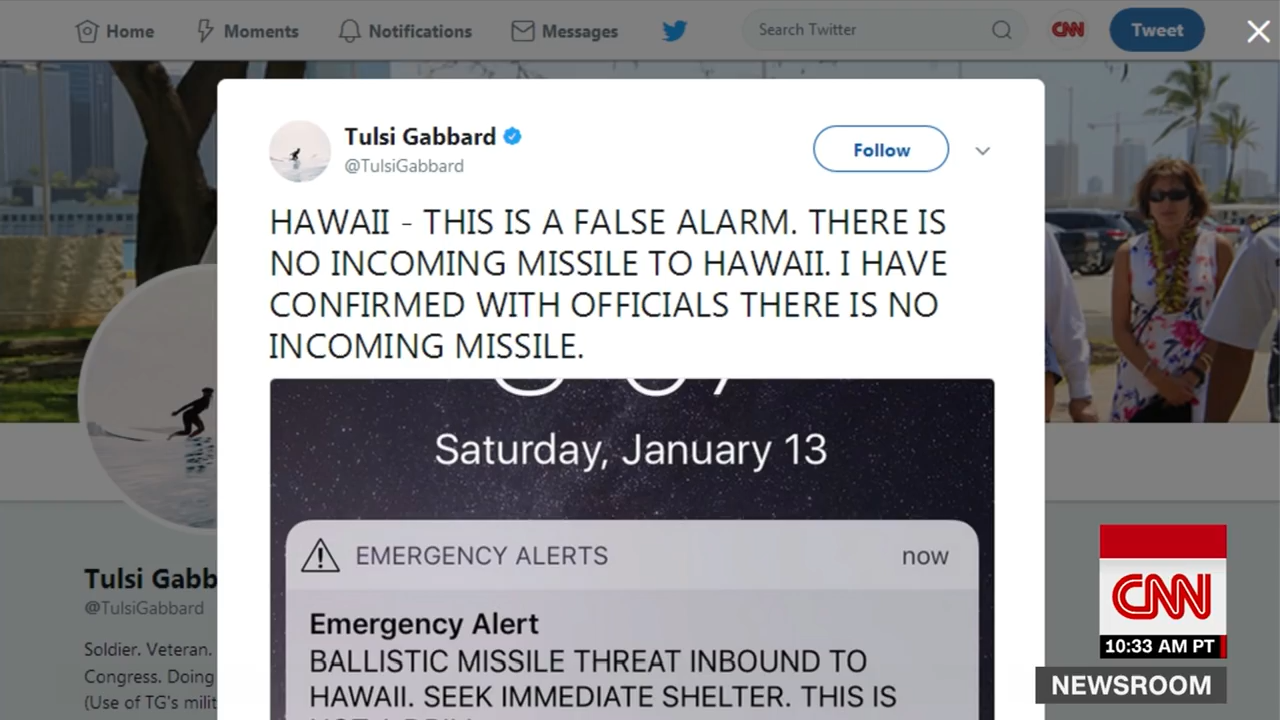 Home
Moments
Notifications
Messages
Search Twitter
CNN
Tweet
Tulsi Gabbard
@TulsiGabbard
Follow
HAWAII - THIS IS A FALSE ALARM. THERE IS
NO INCOMING MISSILE TO HAWAII. I HAVE
CONFIRMED WITH OFFICIALS THERE IS NO
INCOMING MISSILE.
Saturday, January 13
EMERGENCY ALERTS
now
Emergency Alert
BALLISTIC MISSILE THREAT INBOUND TO
HAWAII. SEEK IMMEDIATE SHELTER. THIS IS
Tulsi Gabb
@TulsiGabbard
Soldier. Veteran.
Congress. Doing
(Use of TG's milit
CNN
10:33 AM PT
NEWSROOM